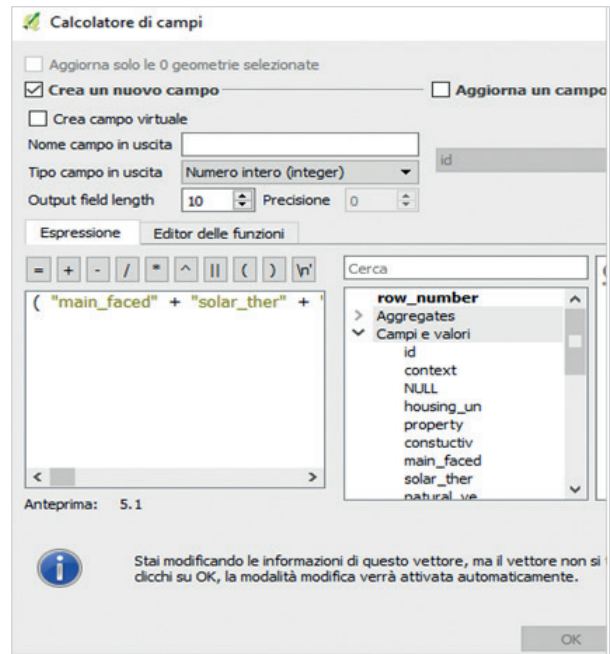 Calcolatore di campi
Aggiorna solo le 0 geometrie selezionate
Crea un nuovo campo
Aggiorna un campo
Crea campo virtuale
Nome campo in uscita
id
Tipo campo in uscita Numero intero (integer)
Output field length 10 Precisione 0
Espressione Editor delle funzioni
= + - / * ^ || ( ) \n'
Cerca
( "main_faced" + "solar_ther" + '
row_number
Aggregates
Campi e valori
id
context
NULL
housing_un
property
constuctiv
main_faced
solar_ther
natural_ve
Anteprima: 5.1
Stai modificando le informazioni di questo vettore, ma il vettore non si
clicchi su OK, la modalità modifica verrà attivata automaticamente.
OK